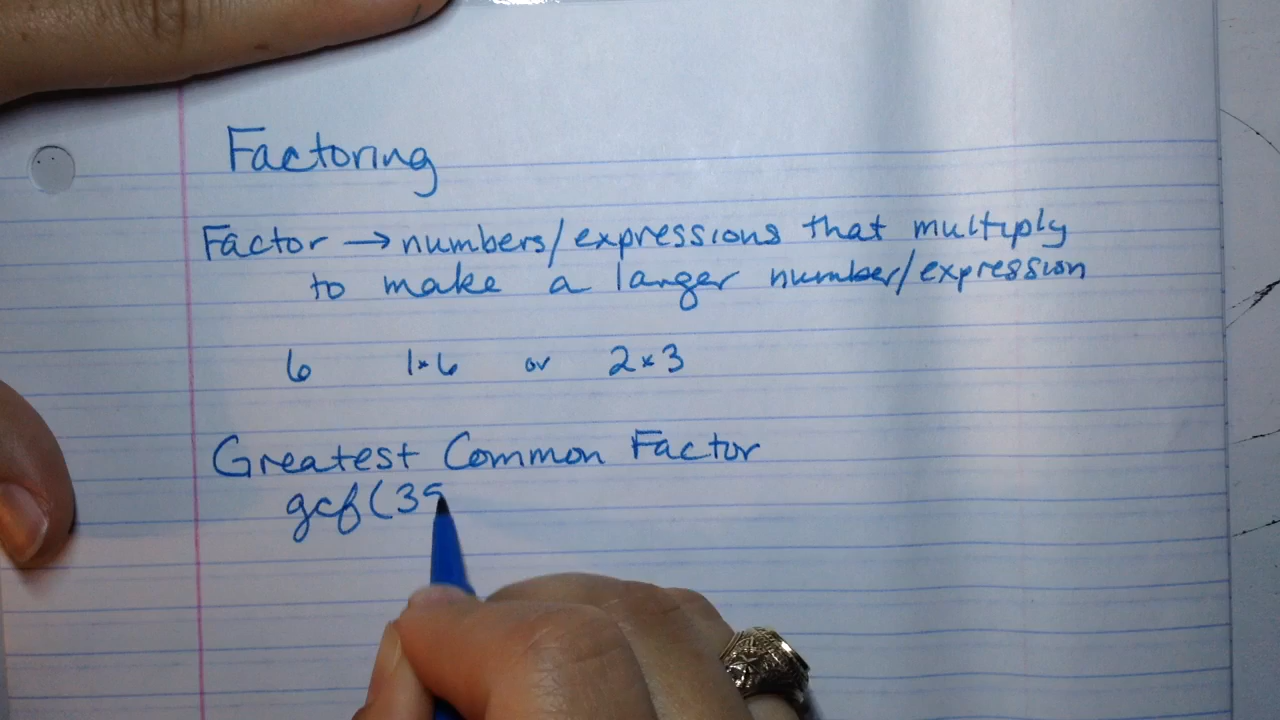 Factoring
Factor → numbers/expressions that multiply
to make a larger number/expression
6 1×6 or 2×3
Greatest Common Factor
gcf(3